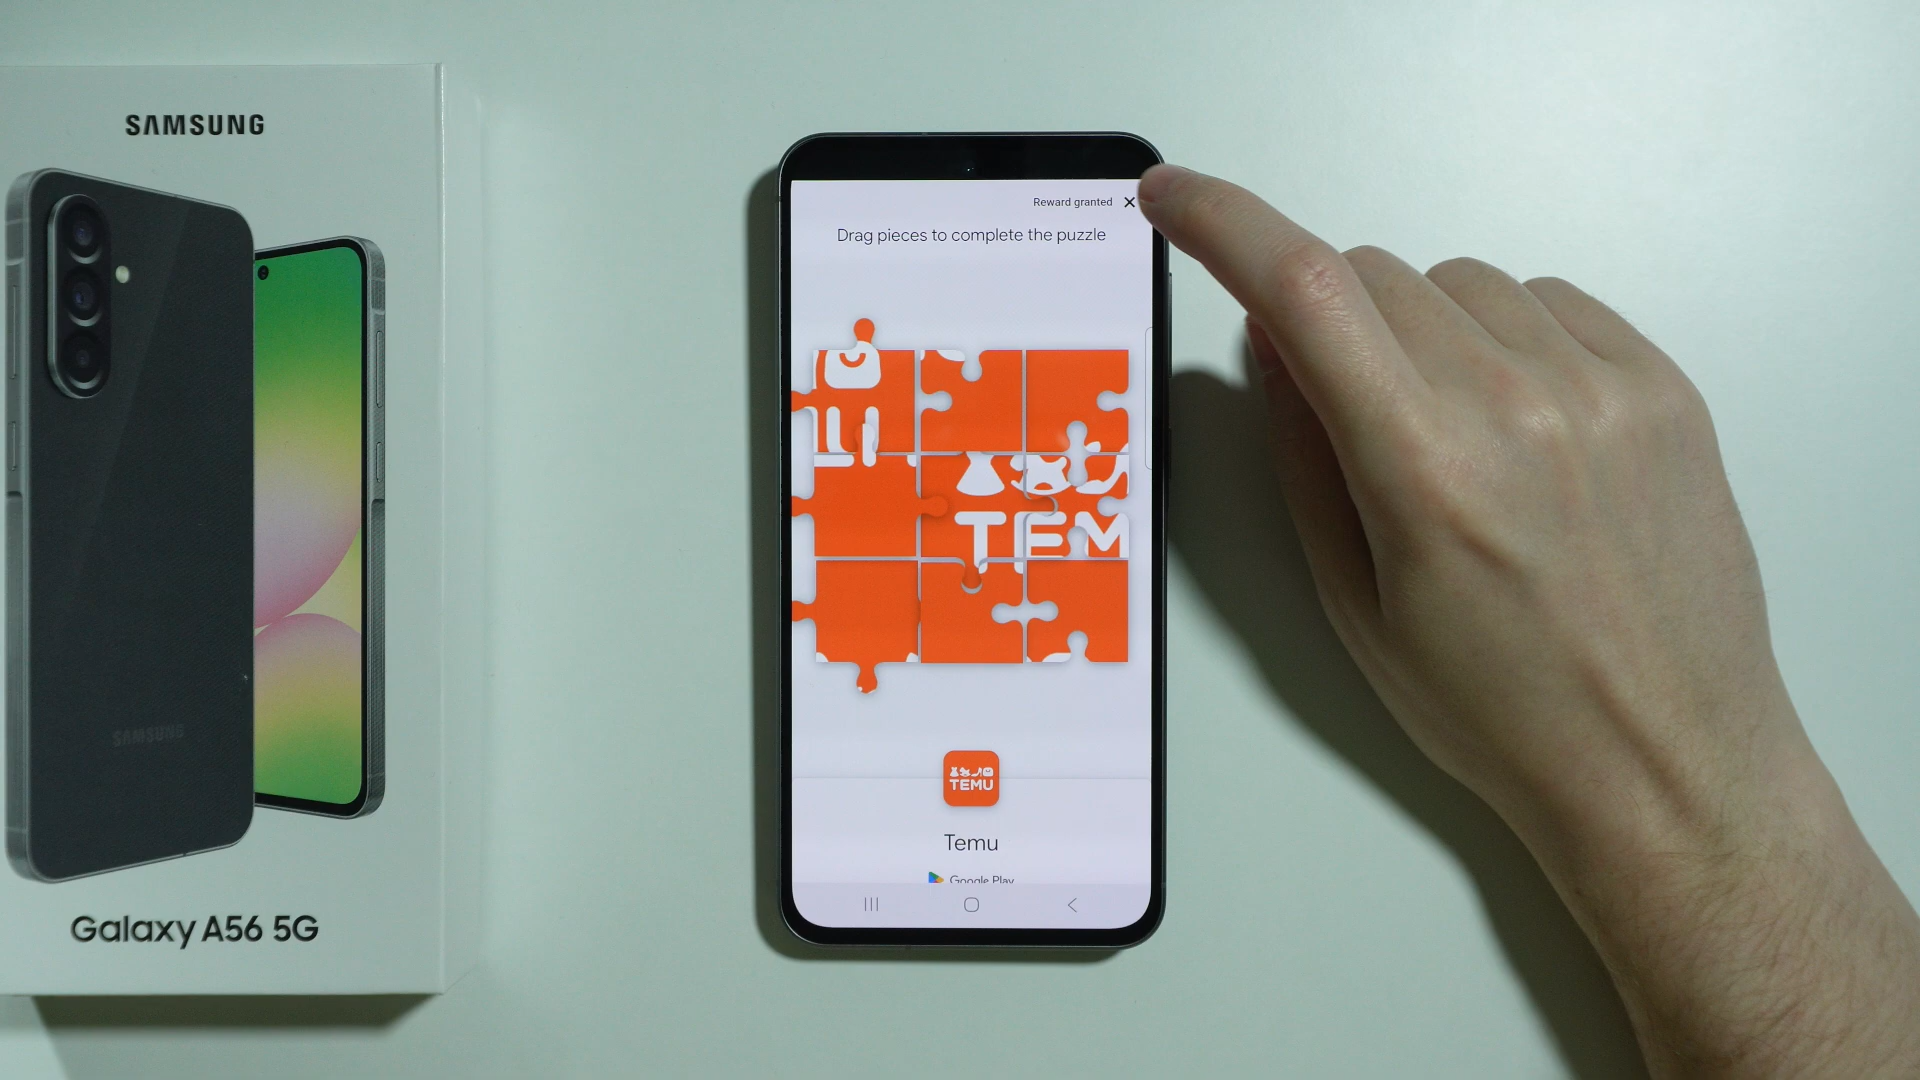 SAMSUNG
SAMSUNG
Galaxy A56 5G
Reward granted
Drag pieces to complete the puzzle
TEM
TEMU
Temu
Google Play